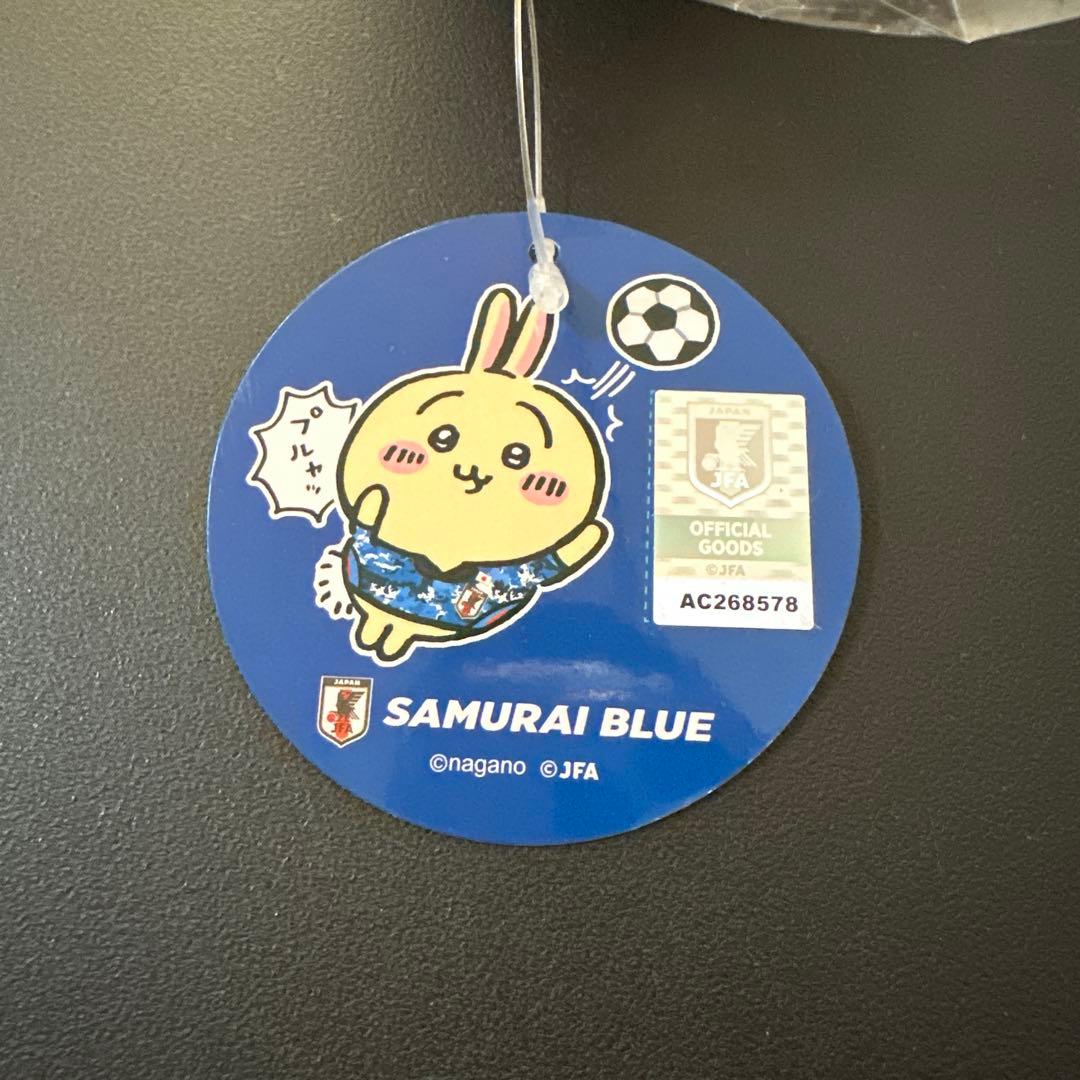 プルャッ
JAPAN
JFA
OFFICIAL
GOODS
©JFA
AC268578
JAPAN
JFA
SAMURAI BLUE
©nagano ©JFA